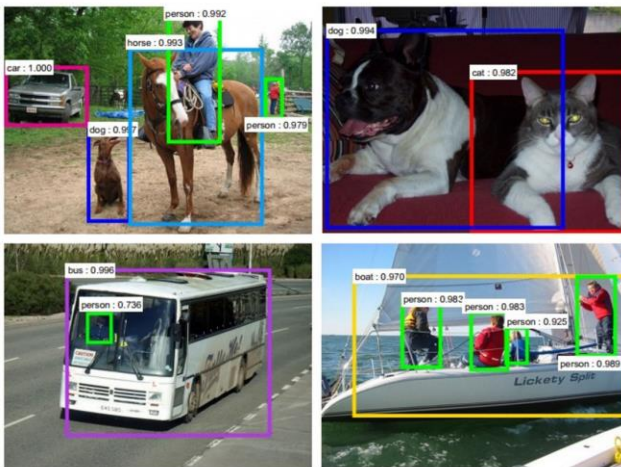 person : 0.992
horse : 0.993
car : 1.000
dog : 0.997
person : 0.979
dog : 0.994
cat : 0.982
bus : 0.996
person : 0.736
boat : 0.970
person : 0.983
person : 0.983
person : 0.925
person : 0.989
Lickety Split